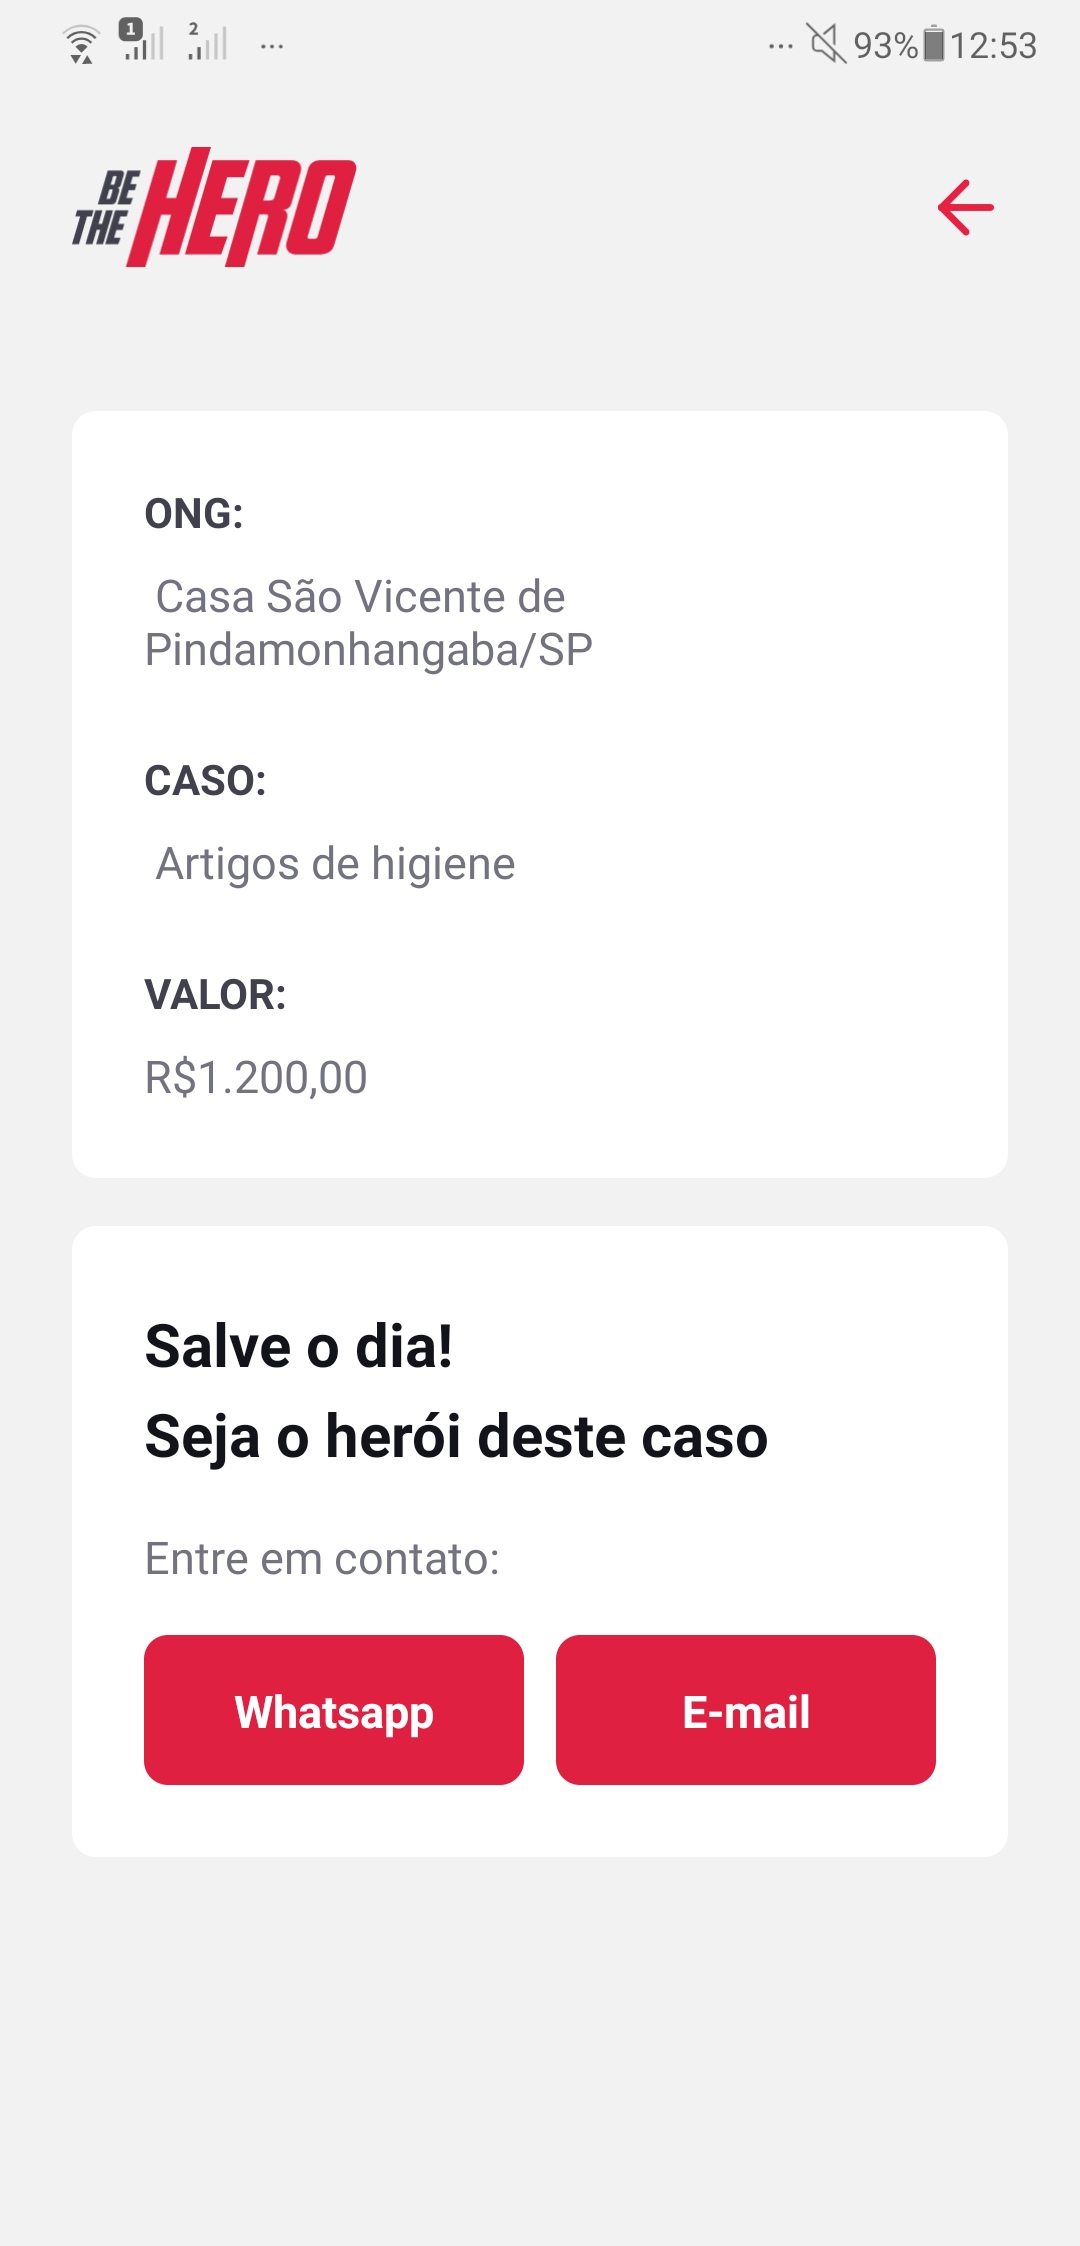 1 2 ... ... 93% 12:53
BE
THE HERO
ONG:
Casa São Vicente de
Pindamonhangaba/SP
CASO:
Artigos de higiene
VALOR:
R$1.200,00
Salve o dia!
Seja o herói deste caso
Entre em contato:
Whatsapp E-mail